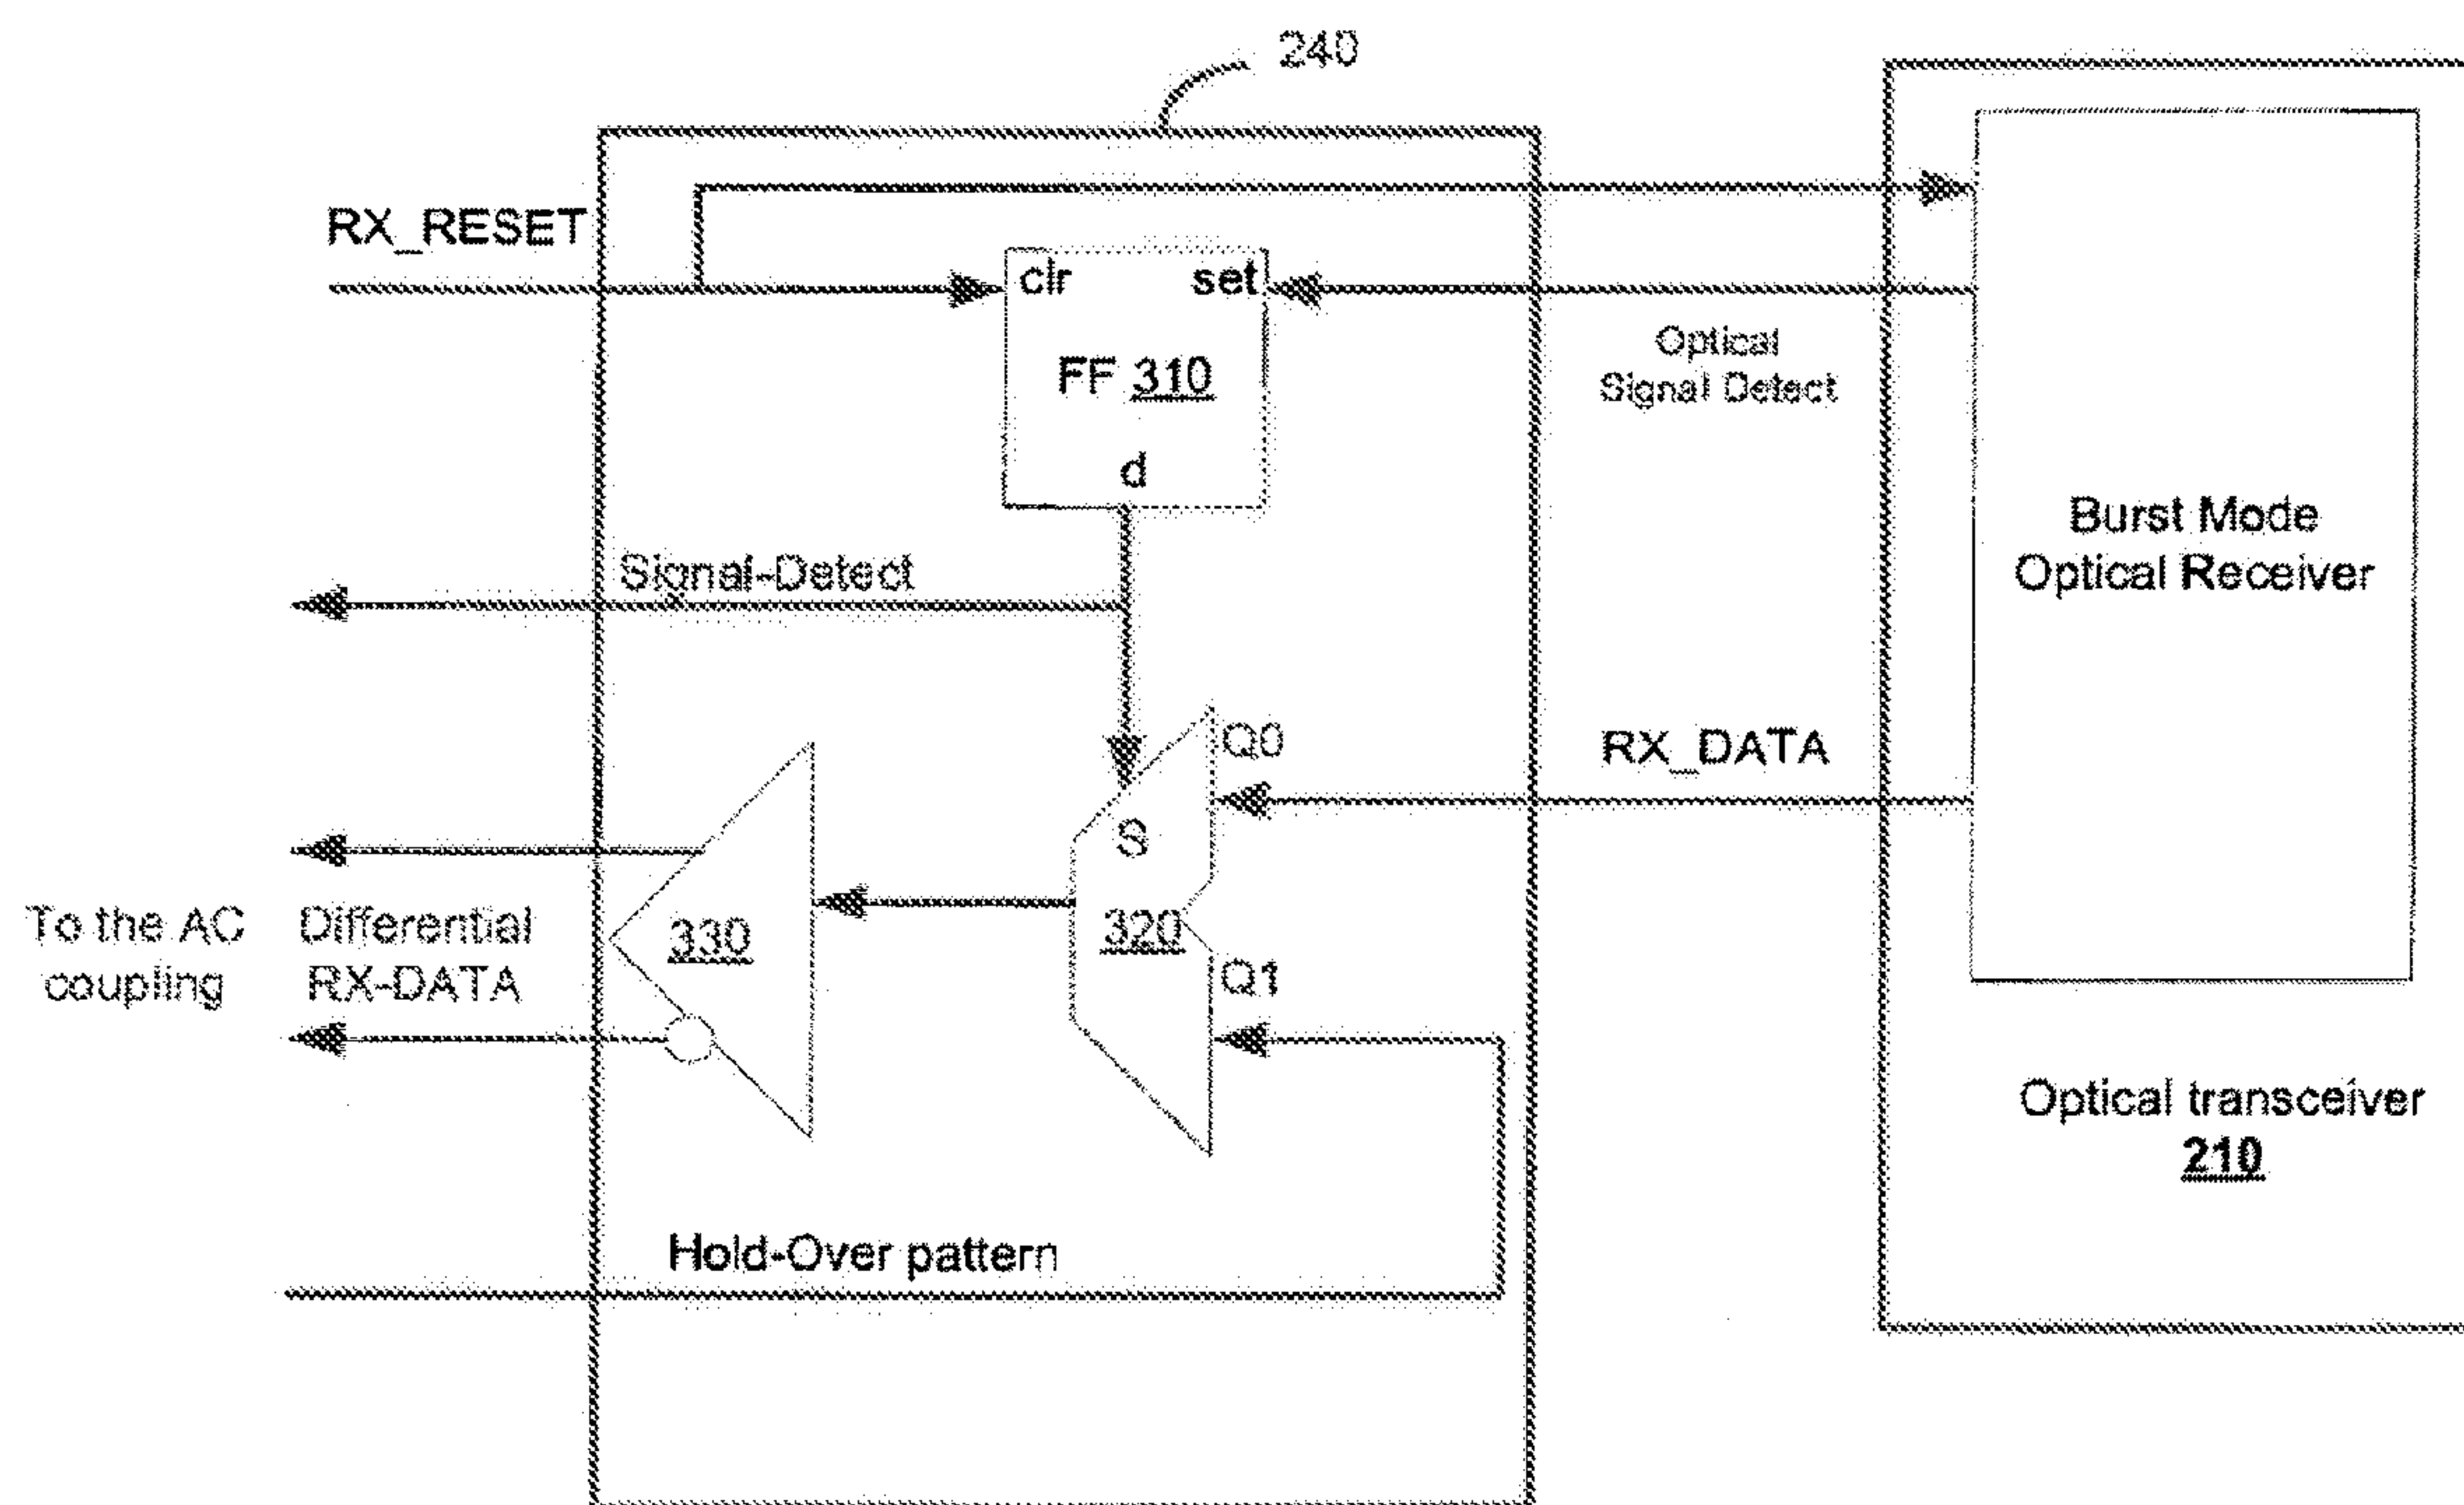 240
RX_RESET
clr
set
FF 310
d
Optical
Signal Detect
Burst Mode
Optical Receiver
Signal-Detect
Q0
RX_DATA
S
To the AC
coupling
Differential
RX-DATA
330
320
Q1
Optical transceiver
210
Hold-Over pattern